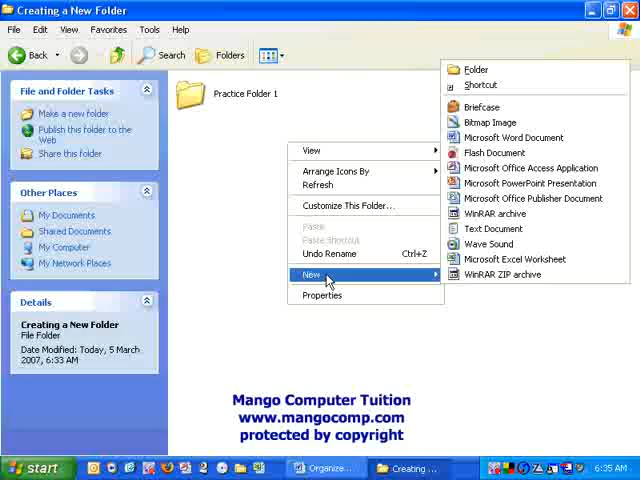 Creating a New Folder
File Edit View Favorites Tools Help
Back Search Folders
File and Folder Tasks
Make a new folder
Publish this folder to the
Web
Share this folder
Other Places
My Documents
Shared Documents
My Computer
My Network Places
Details
Creating a New Folder
File Folder
Date Modified: Today, 5 March
2007, 6:33 AM
Practice Folder 1
View
Arrange Icons By
Refresh
Customize This Folder...
Paste
Paste Shortcut
Undo Rename Ctrl+Z
New
Properties
Folder
Shortcut
Briefcase
Bitmap Image
Microsoft Word Document
Flash Document
Microsoft Office Access Application
Microsoft PowerPoint Presentation
Microsoft Office Publisher Document
WinRAR archive
Text Document
Wave Sound
Microsoft Excel Worksheet
WinRAR ZIP archive
Mango Computer Tuition
www.mangocomp.com
protected by copyright
start Organize... Creating ... 6:35 AM